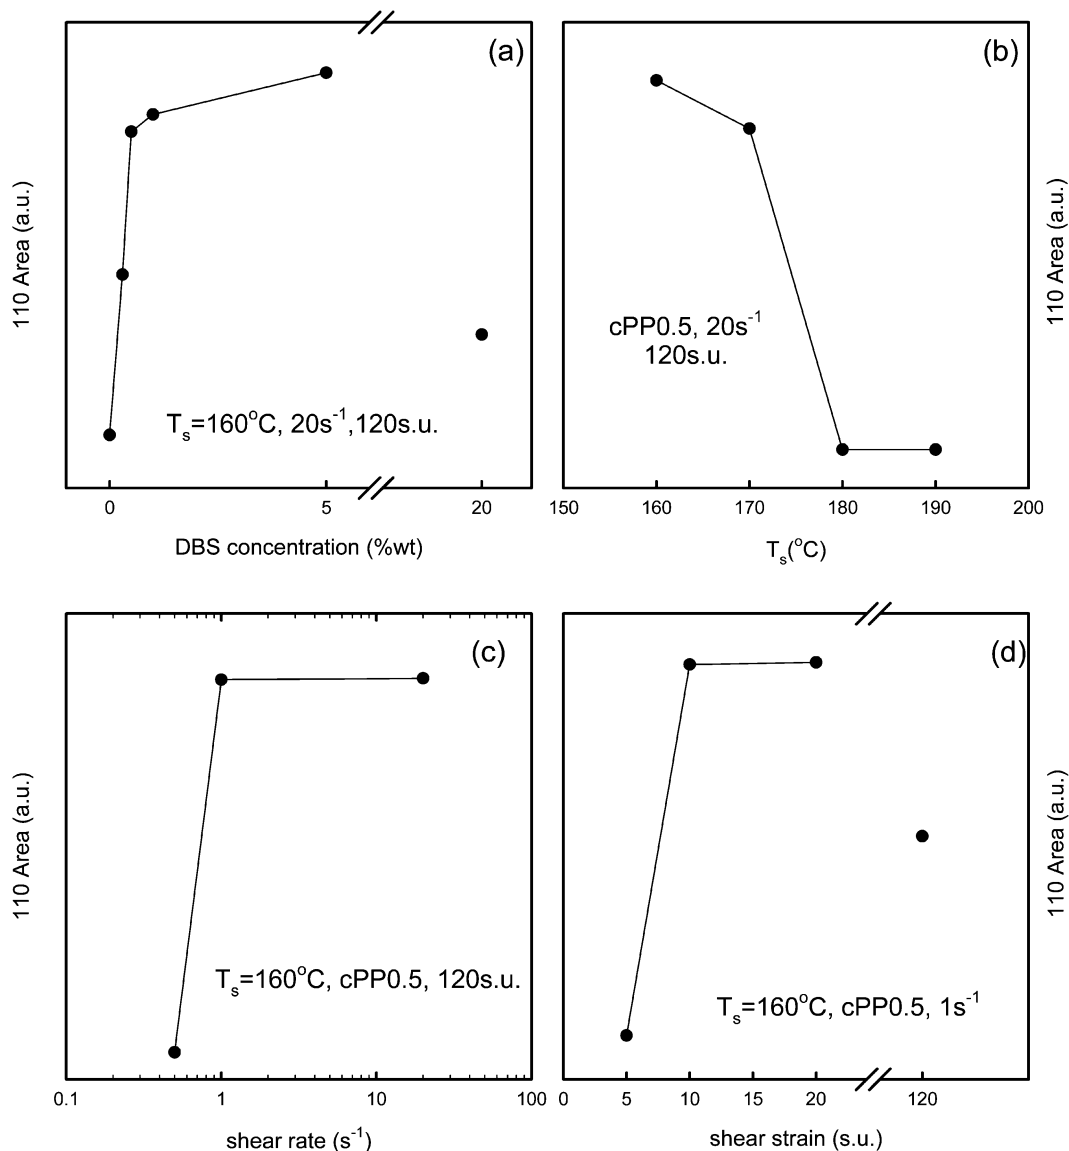 (a)
110 Area (a.u.)
Tₛ=160°C, 20s⁻¹,120s.u.
0 5 20
DBS concentration (%wt)
(b)
110 Area (a.u.)
cPP0.5, 20s⁻¹
120s.u.
150 160 170 180 190 200
Tₛ(°C)
(c)
110 Area (a.u.)
Tₛ=160°C, cPP0.5, 120s.u.
0.1 1 10 100
shear rate (s⁻¹)
(d)
110 Area (a.u.)
Tₛ=160°C, cPP0.5, 1s⁻¹
0 5 10 15 20 120
shear strain (s.u.)